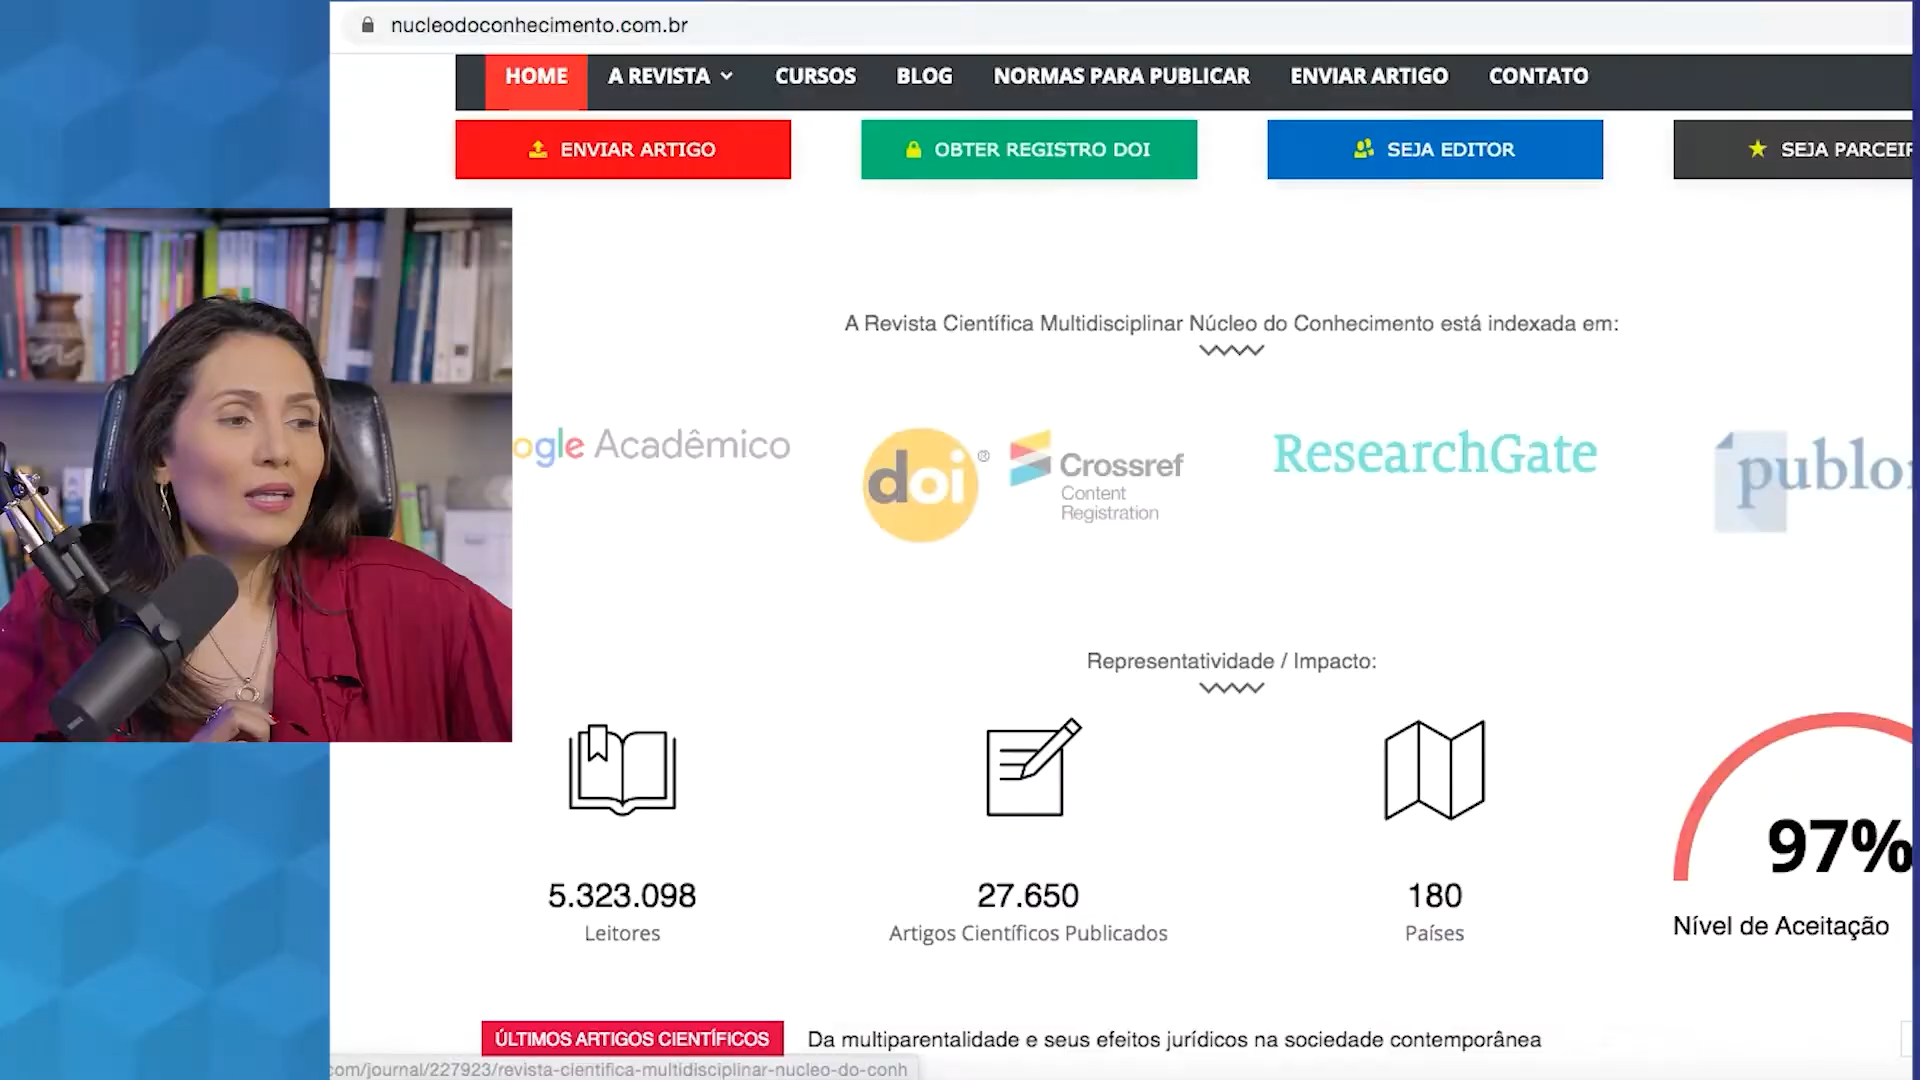 nucleodoconhecimento.com.br
HOME A REVISTA CURSOS BLOG NORMAS PARA PUBLICAR ENVIAR ARTIGO CONTATO
ENVIAR ARTIGO OBTER REGISTRO DOI SEJA EDITOR SEJA PARCEIR
A Revista Científica Multidisciplinar Núcleo do Conhecimento está indexada em:
ogle Acadêmico
doi®
Crossref
Content
Registration
ResearchGate
publo
Representatividade / Impacto:
5.323.098
Leitores
27.650
Artigos Científicos Publicados
180
Países
97%
Nível de Aceitação
ÚLTIMOS ARTIGOS CIENTÍFICOS Da multiparentalidade e seus efeitos jurídicos na sociedade contemporânea
com/journal/227923/revista-cientifica-multidisciplinar-nucleo-do-conh